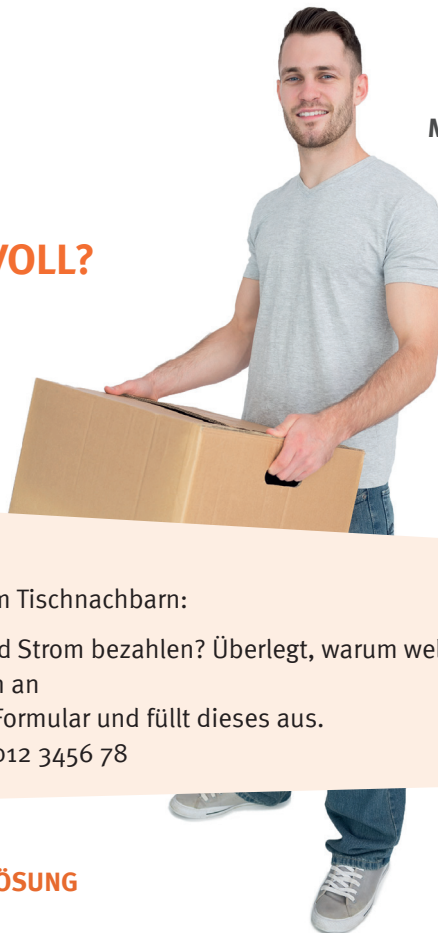 M
VOLL?
m Tischnachbarn:
d Strom bezahlen? Überlegt, warum wel
n an
Formular und füllt dieses aus.
012 3456 78
ÖSUNG